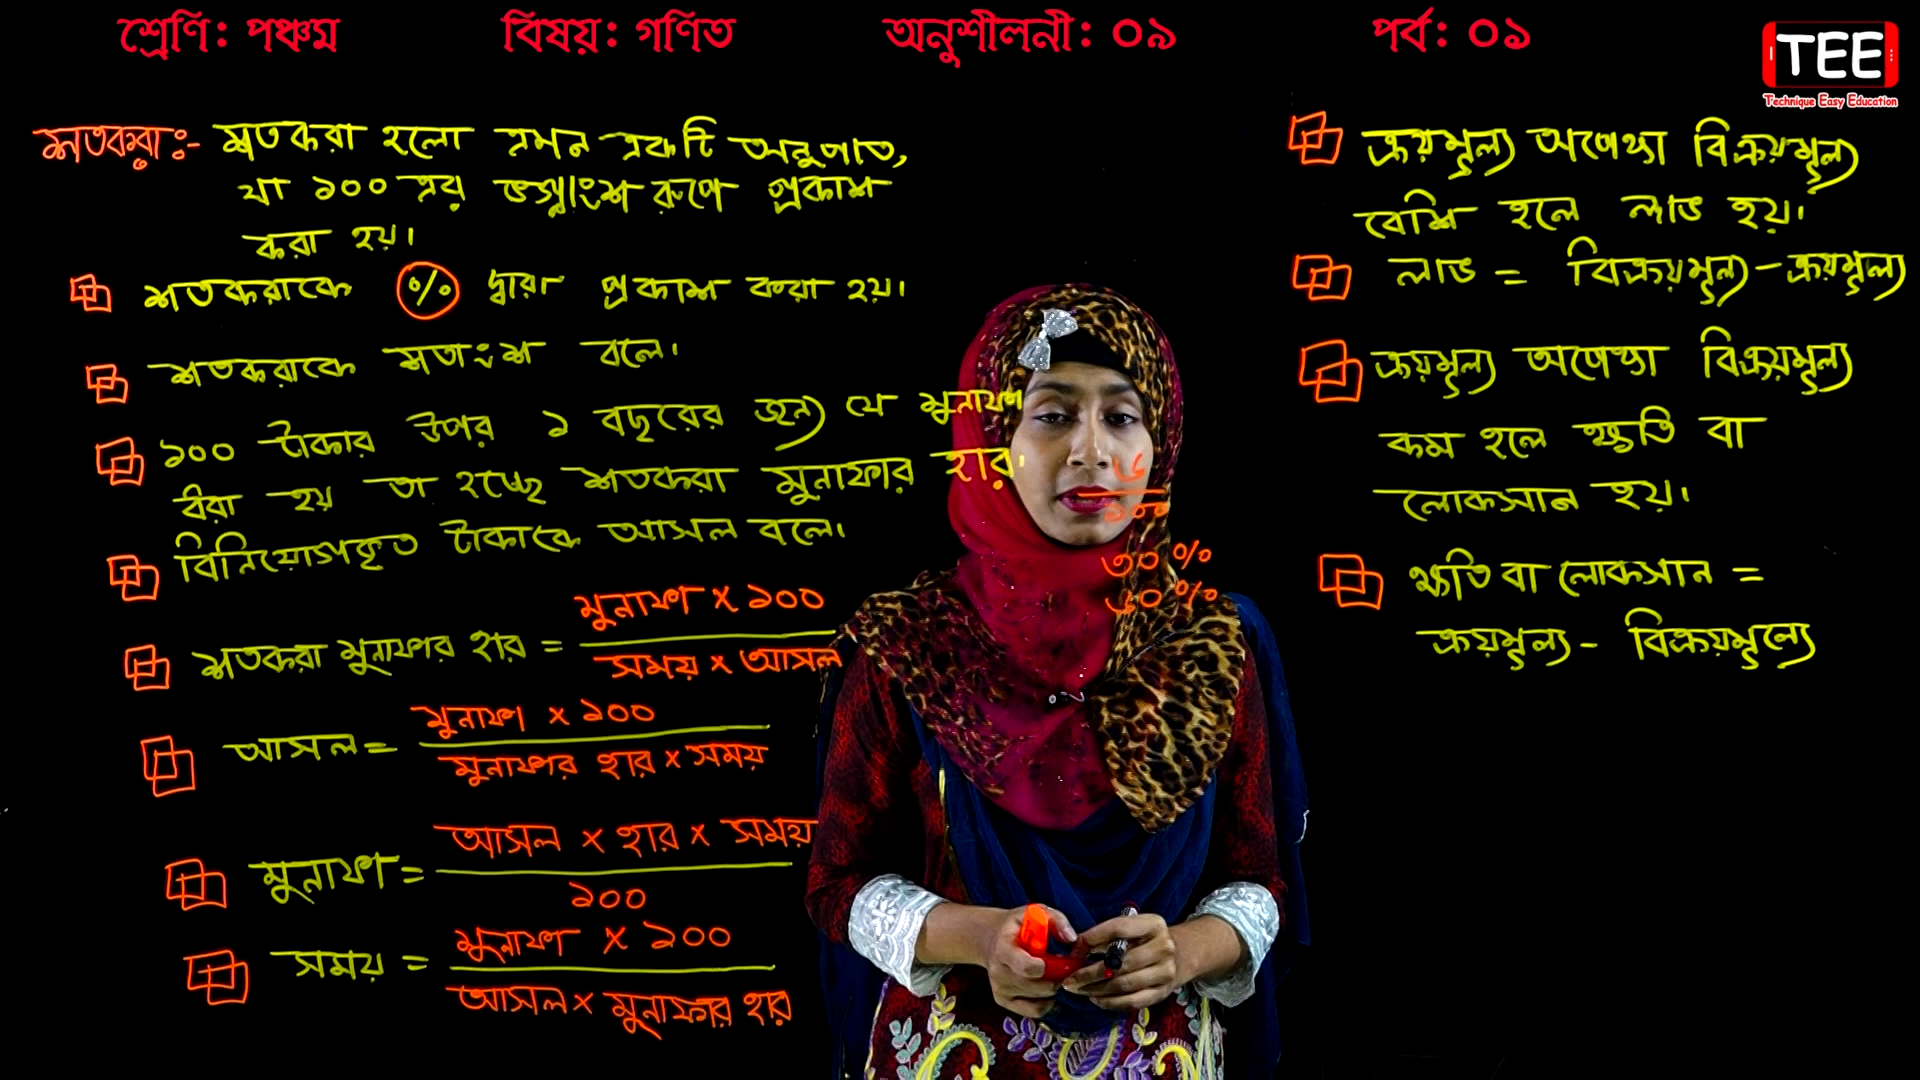 শ্রেণি: পঞ্চম বিষয়: গণিত অনুশীলনী: ০৯ পর্ব: ০১
TEE
Technique Easy Education
শতকরাঃ- শতকরা হলো এমন একটি অনুপাত,
যা ১০০ এর ভগ্নাংশ রূপে প্রকাশ
করা হয়।
শতকরাকে % দ্বারা প্রকাশ করা হয়।
শতকরাকে শতাংশ বলে।
১০০ টাকার উপর ১ বছরের জন্য যে মুনাফা
ধরা হয় তা হচ্ছে শতকরা মুনাফার হার।
বিনিয়োগকৃত টাকাকে আসল বলে।
শতকরা মুনাফার হার = মুনাফা x ১০০
সময় x আসল
আসল = মুনাফা x ১০০
মুনাফার হার x সময়
মুনাফা = আসল x হার x সময়
১০০
সময় = মুনাফা x ১০০
আসল x মুনাফার হার
৬
১০০
৩০%
৬০%
ক্রয়মূল্য অপেক্ষা বিক্রয়মূল্য
বেশি হলে লাভ হয়।
লাভ = বিক্রয়মূল্য - ক্রয়মূল্য
ক্রয়মূল্য অপেক্ষা বিক্রয়মূল্য
কম হলে ক্ষতি বা
লোকসান হয়।
ক্ষতি বা লোকসান =
ক্রয়মূল্য - বিক্রয়মূল্যে